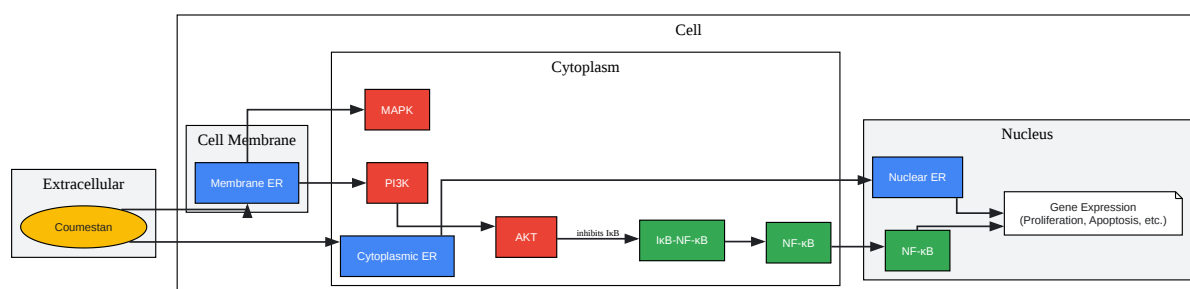 Cell
Cytoplasm
MAPK
Cell Membrane
Nucleus
Extracellular
Membrane ER
PI3K
Nuclear ER
Coumestan
Gene Expression
(Proliferation, Apoptosis, etc.)
AKT
inhibits IκB
IκB-NF-κB
NF-κB
NF-κB
Cytoplasmic ER